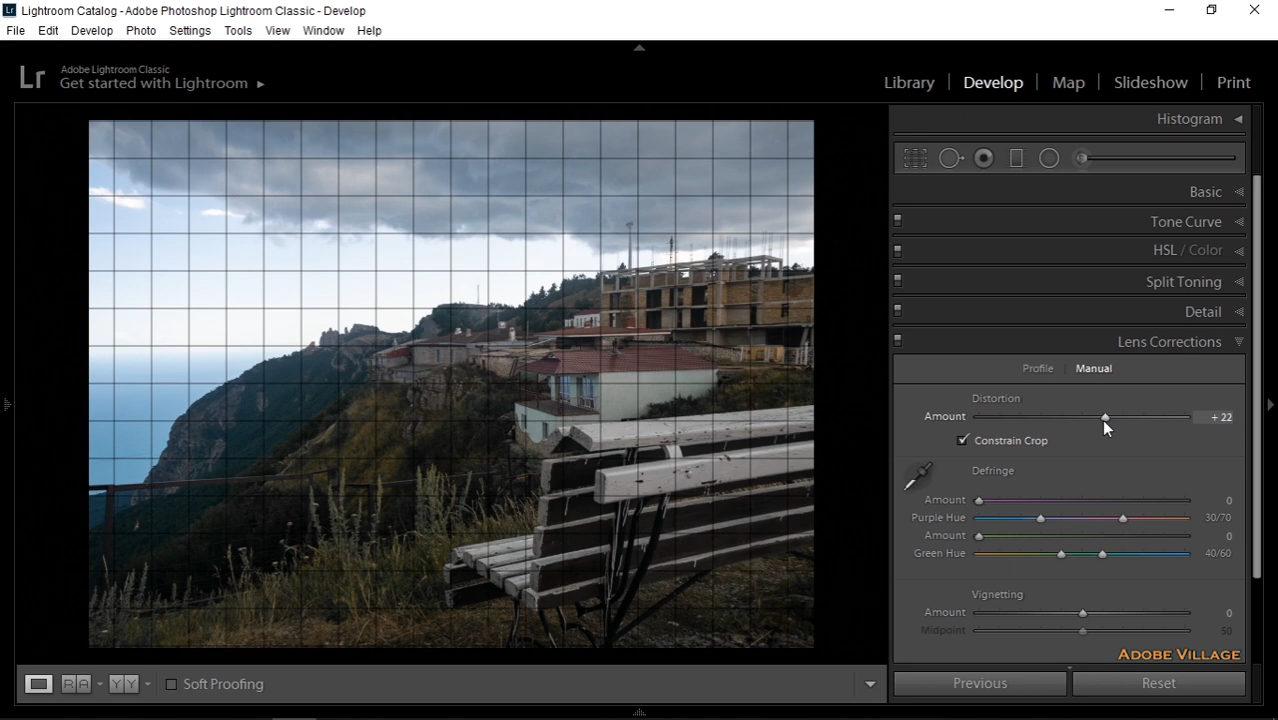 Lr Lightroom Catalog - Adobe Photoshop Lightroom Classic - Develop
File Edit Develop Photo Settings Tools View Window Help
Lr Adobe Lightroom Classic
Get started with Lightroom
Library | Develop | Map | Slideshow | Print
Histogram
Basic
Tone Curve
HSL / Color
Split Toning
Detail
Lens Corrections
Profile | Manual
Distortion
Amount + 22
Constrain Crop
Defringe
Amount 0
Purple Hue 30/70
Amount 0
Green Hue 40/60
Vignetting
Amount 0
Midpoint 50
Adobe Village
R A Y Y Soft Proofing
Previous Reset